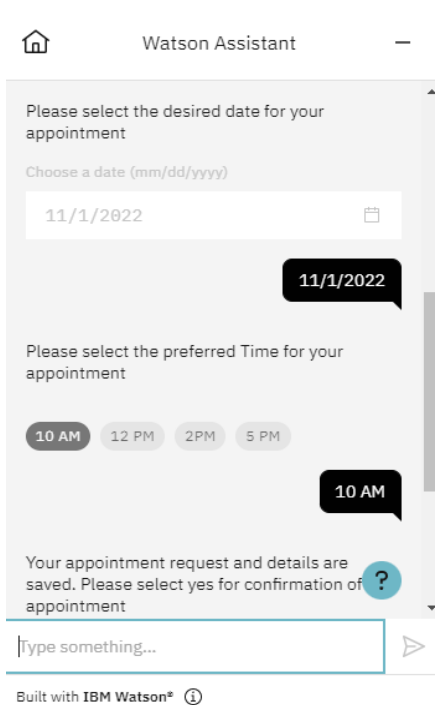 Watson Assistant
Please select the desired date for your
appointment
Choose a date (mm/dd/yyyy)
11/1/2022
11/1/2022
Please select the preferred Time for your
appointment
10 AM 12 PM 2PM 5 PM
10 AM
Your appointment request and details are
saved. Please select yes for confirmation of
appointment
?
Type something...
Built with IBM Watson®